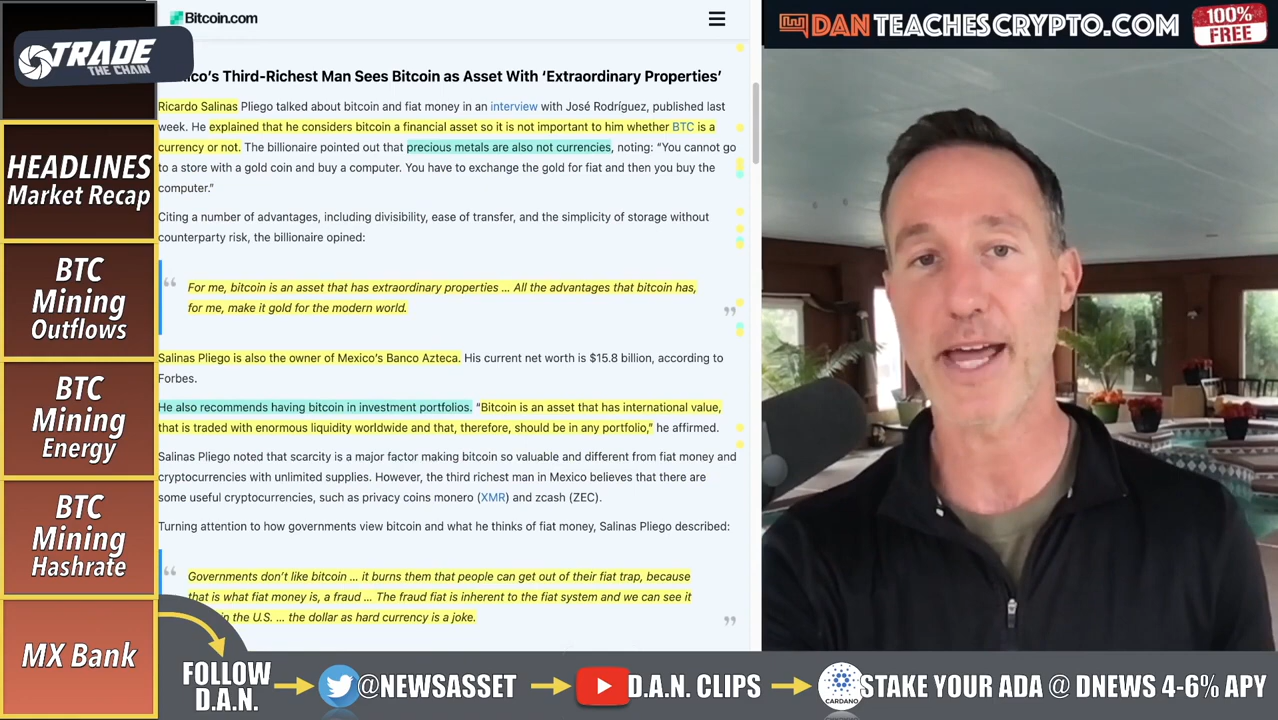 TRADE
THE CHAIN
HEADLINES
Market Recap
BTC
Mining
Outflows
BTC
Mining
Energy
BTC
Mining
Hashrate
MX Bank
Bitcoin.com
ico’s Third-Richest Man Sees Bitcoin as Asset With ‘Extraordinary Properties’
Ricardo Salinas Pliego talked about bitcoin and fiat money in an interview with José Rodríguez, published last
week. He explained that he considers bitcoin a financial asset so it is not important to him whether BTC is a
currency or not. The billionaire pointed out that precious metals are also not currencies, noting: “You cannot go
to a store with a gold coin and buy a computer. You have to exchange the gold for fiat and then you buy the
computer.”
Citing a number of advantages, including divisibility, ease of transfer, and the simplicity of storage without
counterparty risk, the billionaire opined:
“ For me, bitcoin is an asset that has extraordinary properties … All the advantages that bitcoin has,
for me, make it gold for the modern world. ”
Salinas Pliego is also the owner of Mexico’s Banco Azteca. His current net worth is $15.8 billion, according to
Forbes.
He also recommends having bitcoin in investment portfolios. “Bitcoin is an asset that has international value,
that is traded with enormous liquidity worldwide and that, therefore, should be in any portfolio,” he affirmed.
Salinas Pliego noted that scarcity is a major factor making bitcoin so valuable and different from fiat money and
cryptocurrencies with unlimited supplies. However, the third richest man in Mexico believes that there are
some useful cryptocurrencies, such as privacy coins monero (XMR) and zcash (ZEC).
Turning attention to how governments view bitcoin and what he thinks of fiat money, Salinas Pliego described:
“ Governments don’t like bitcoin … it burns them that people can get out of their fiat trap, because
that is what fiat money is, a fraud … The fraud fiat is inherent to the fiat system and we can see it
in the U.S. … the dollar as hard currency is a joke. ”
DANTEACHESCRYPTO.COM
100%
FREE
FOLLOW
D.A.N.
@NEWSASSET
D.A.N. CLIPS
CARDANO
STAKE YOUR ADA @ DNEWS 4-6% APY